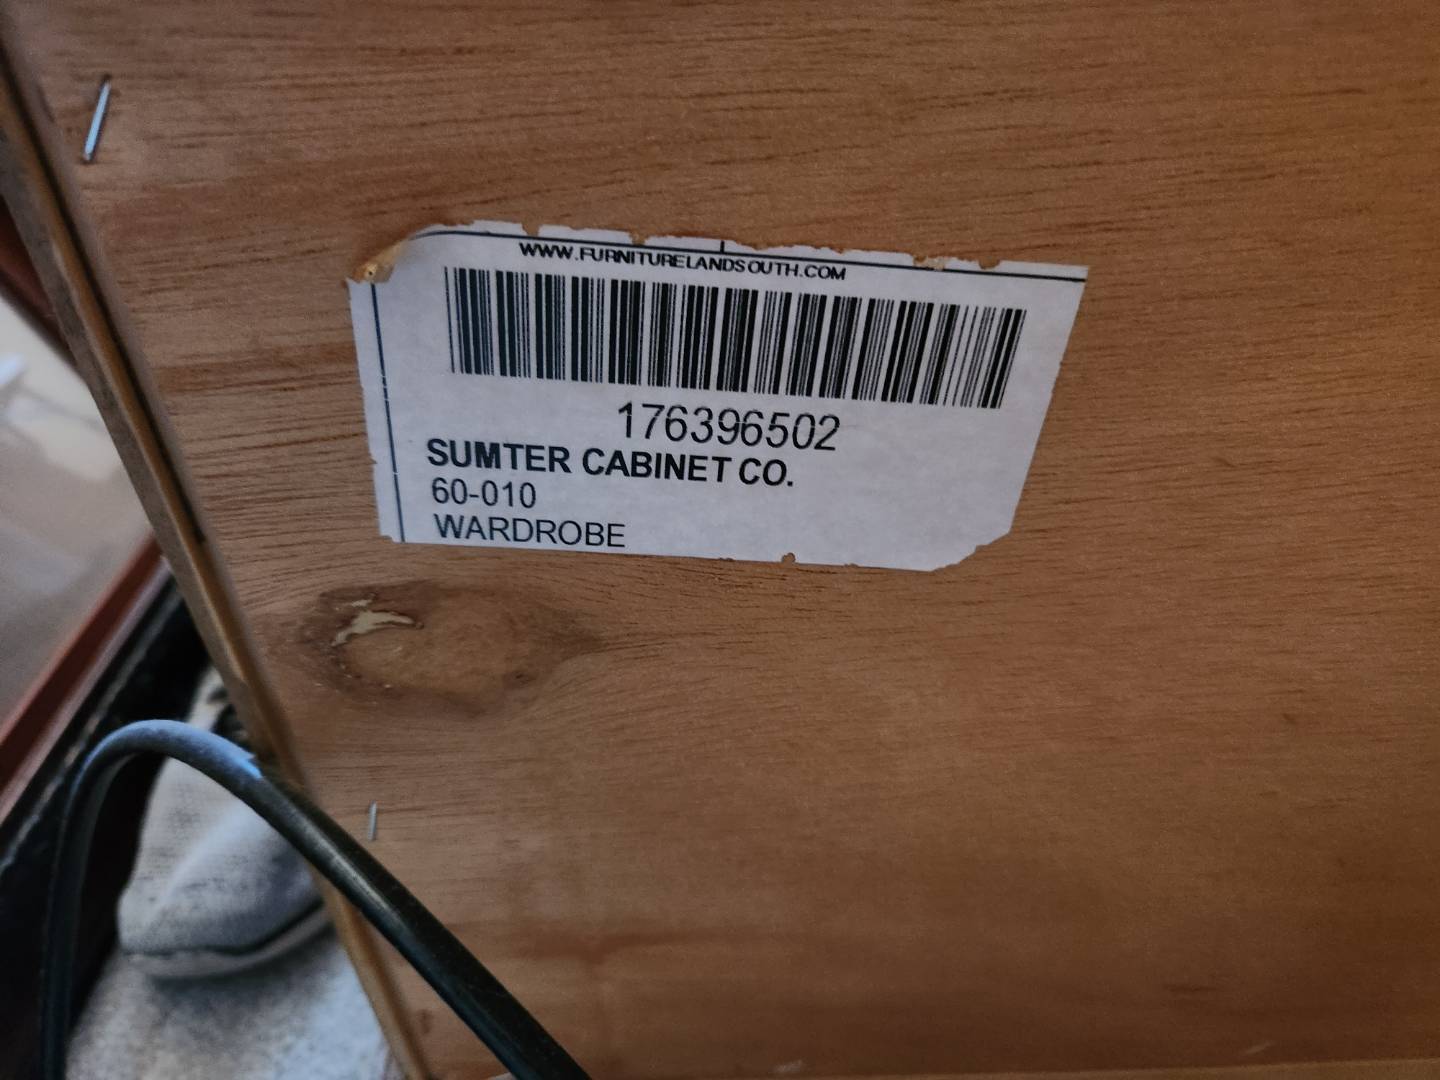 WWW.FURNITURELANDSOUTH.COM
176396502
SUMTER CABINET CO.
60-010
WARDROBE